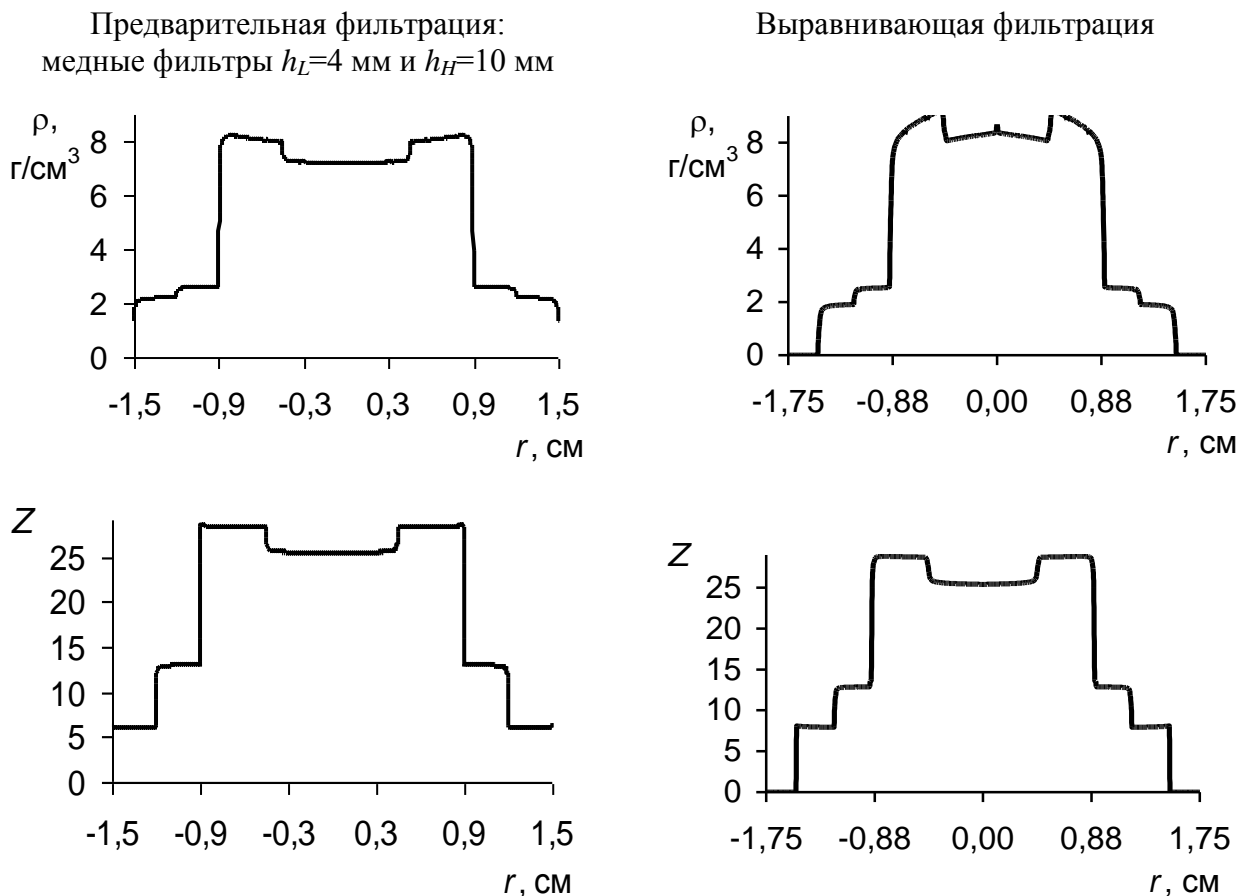 Предварительная фильтрация:
медные фильтры h_L=4 мм и h_H=10 мм
Выравнивающая фильтрация
ρ,
г/см³
8
6
4
2
0
-1,5 -0,9 -0,3 0,3 0,9 1,5
r, см
ρ,
г/см³
8
6
4
2
0
-1,75 -0,88 0,00 0,88 1,75
r, см
Z
25
20
15
10
5
0
-1,5 -0,9 -0,3 0,3 0,9 1,5
r, см
Z
25
20
15
10
5
0
-1,75 -0,88 0,00 0,88 1,75
r, см